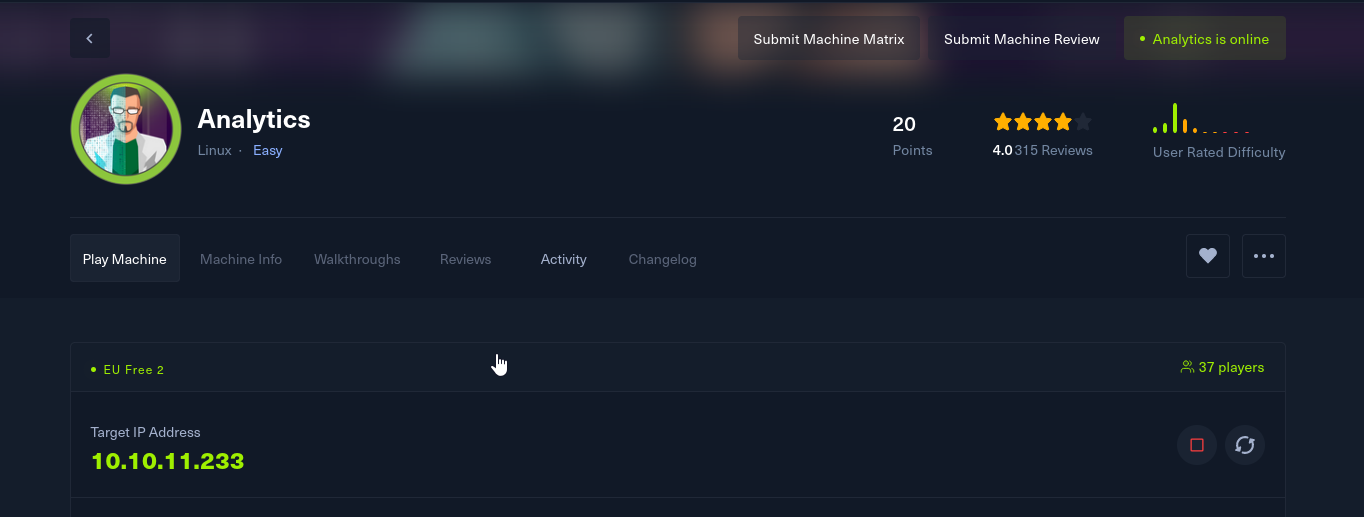 Submit Machine Matrix Submit Machine Review • Analytics is online
Analytics
Linux · Easy
20
Points
4.0 315 Reviews
User Rated Difficulty
Play Machine Machine Info Walkthroughs Reviews Activity Changelog
• EU Free 2
37 players
Target IP Address
10.10.11.233